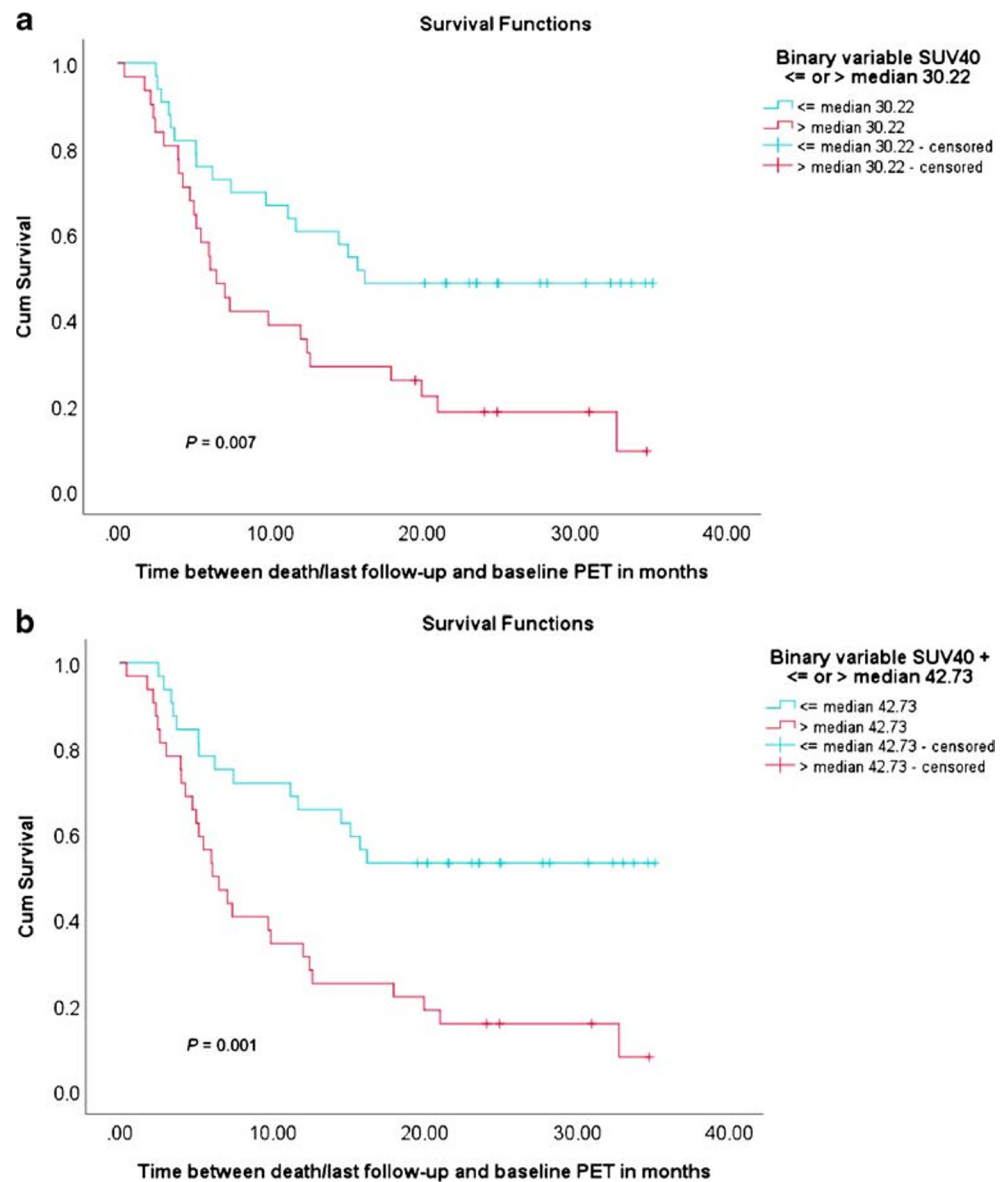 a
Survival Functions
Binary variable SUV40
<= or > median 30.22
<= median 30.22
> median 30.22
<= median 30.22 - censored
> median 30.22 - censored
Cum Survival
1.0
0.8
0.6
0.4
0.2
0.0
P = 0.007
.00 10.00 20.00 30.00 40.00
Time between death/last follow-up and baseline PET in months
b
Survival Functions
Binary variable SUV40 +
<= or > median 42.73
<= median 42.73
> median 42.73
<= median 42.73 - censored
> median 42.73 - censored
Cum Survival
1.0
0.8
0.6
0.4
0.2
0.0
P = 0.001
.00 10.00 20.00 30.00 40.00
Time between death/last follow-up and baseline PET in months